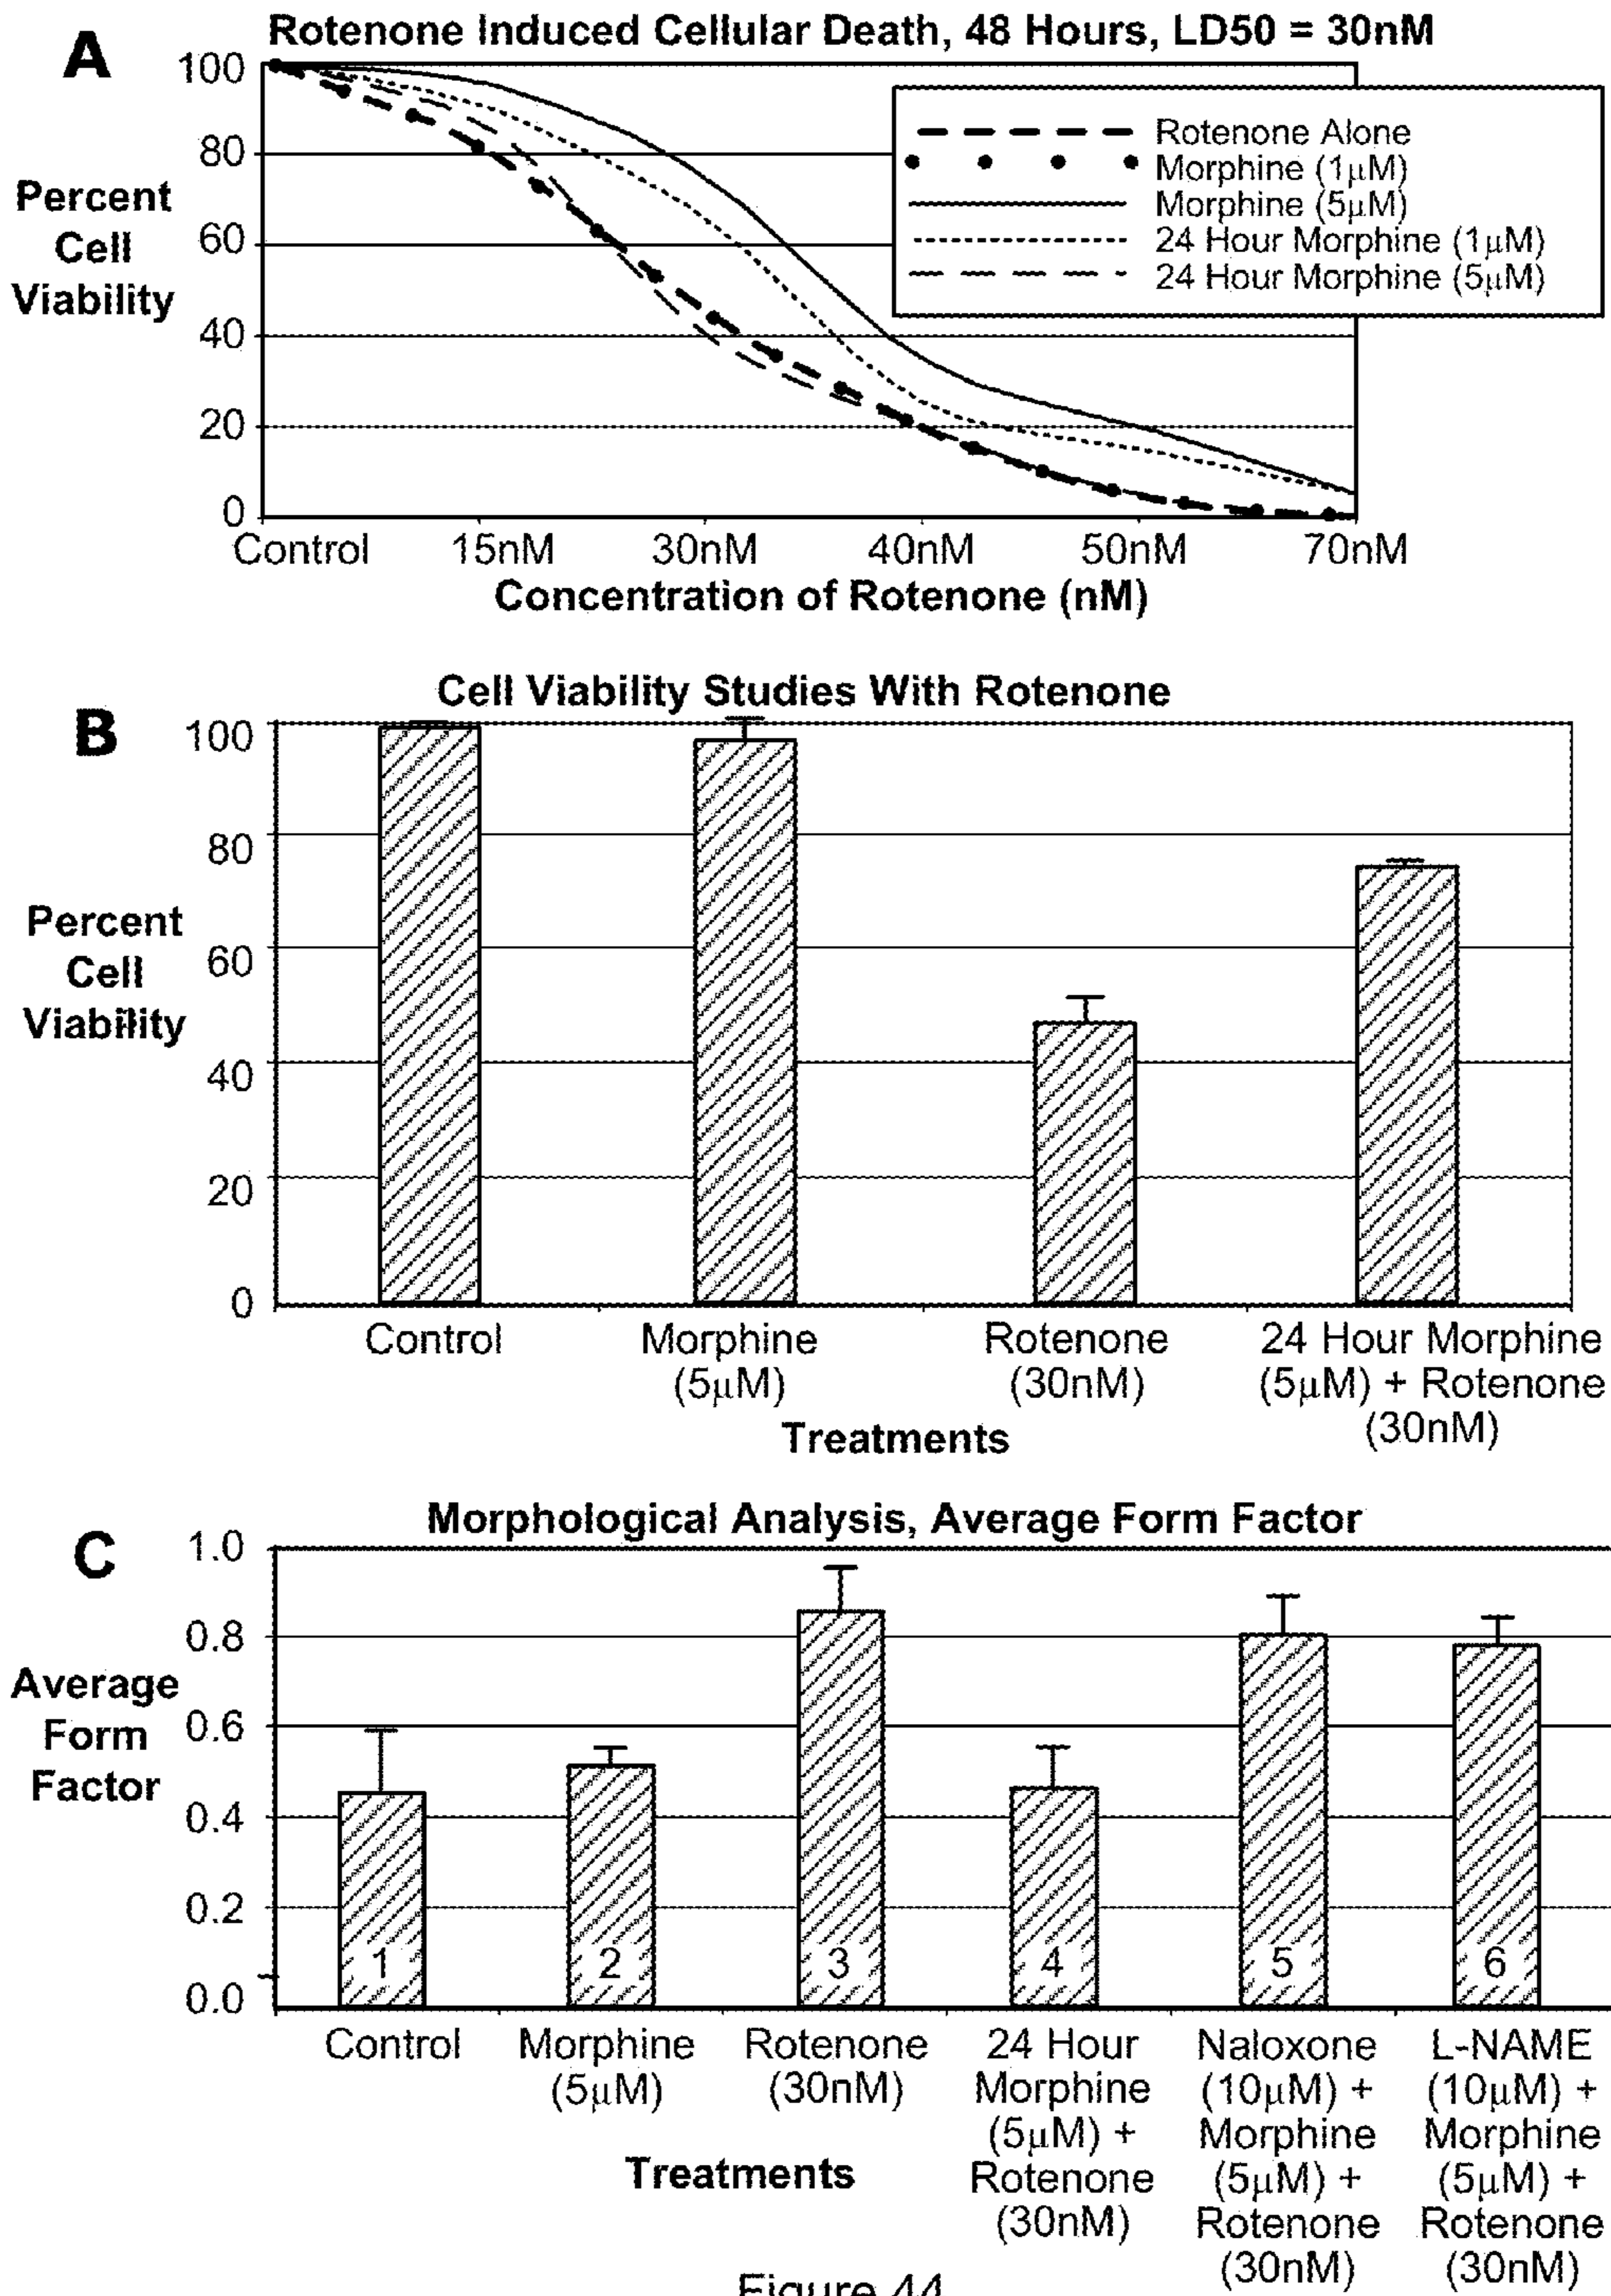 A
Rotenone Induced Cellular Death, 48 Hours, LD50 = 30nM
100
80
60
40
20
0
Percent
Cell
Viability
Rotenone Alone
Morphine (1µM)
Morphine (5µM)
24 Hour Morphine (1µM)
24 Hour Morphine (5µM)
Control 15nM 30nM 40nM 50nM 70nM
Concentration of Rotenone (nM)
B
Cell Viability Studies With Rotenone
100
80
60
40
20
0
Percent
Cell
Viability
Control Morphine Rotenone 24 Hour Morphine
(5µM) (30nM) (5µM) + Rotenone
(30nM)
Treatments
C
Morphological Analysis, Average Form Factor
1.0
0.8
0.6
0.4
0.2
0.0
Average
Form
Factor
1 2 3 4 5 6
Control
Morphine
(5µM)
Rotenone
(30nM)
24 Hour
Morphine
(5µM) +
Rotenone
(30nM)
Naloxone
(10µM) +
Morphine
(5µM) +
Rotenone
(30nM)
L-NAME
(10µM) +
Morphine
(5µM) +
Rotenone
(30nM)
Treatments
Figure 44